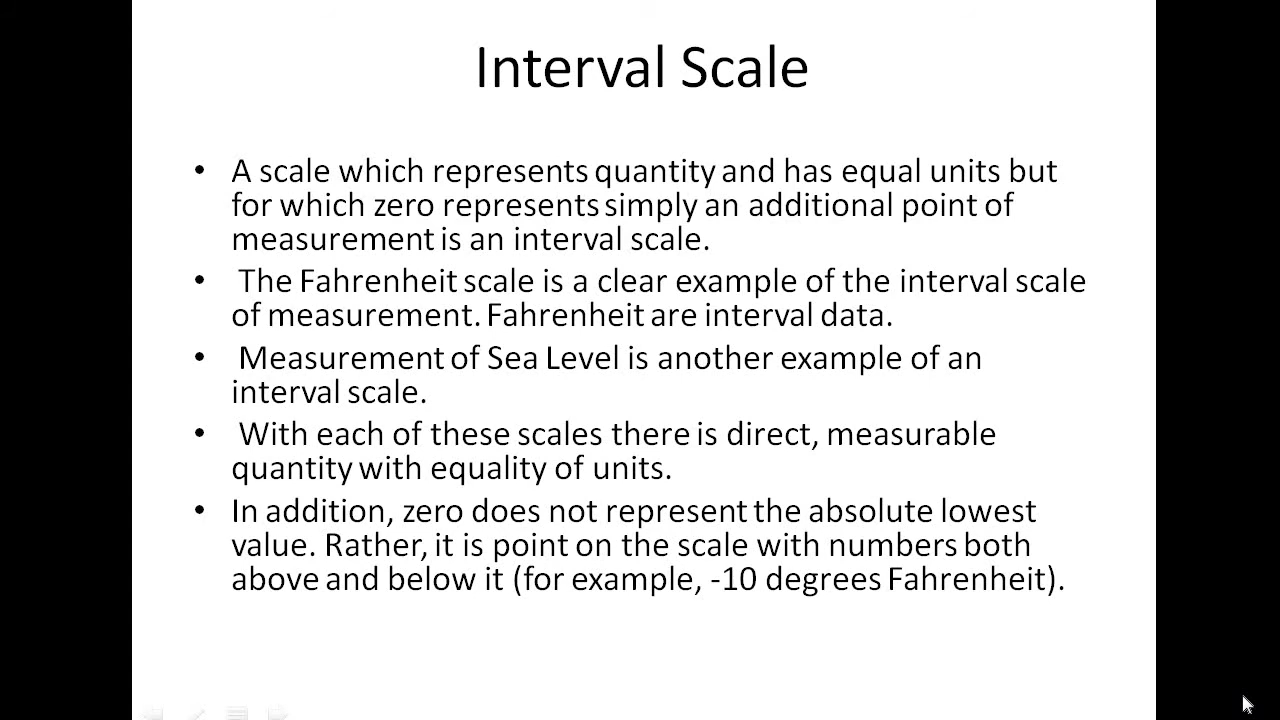 Interval Scale
• A scale which represents quantity and has equal units but
for which zero represents simply an additional point of
measurement is an interval scale.
• The Fahrenheit scale is a clear example of the interval scale
of measurement. Fahrenheit are interval data.
• Measurement of Sea Level is another example of an
interval scale.
• With each of these scales there is direct, measurable
quantity with equality of units.
• In addition, zero does not represent the absolute lowest
value. Rather, it is point on the scale with numbers both
above and below it (for example, -10 degrees Fahrenheit).